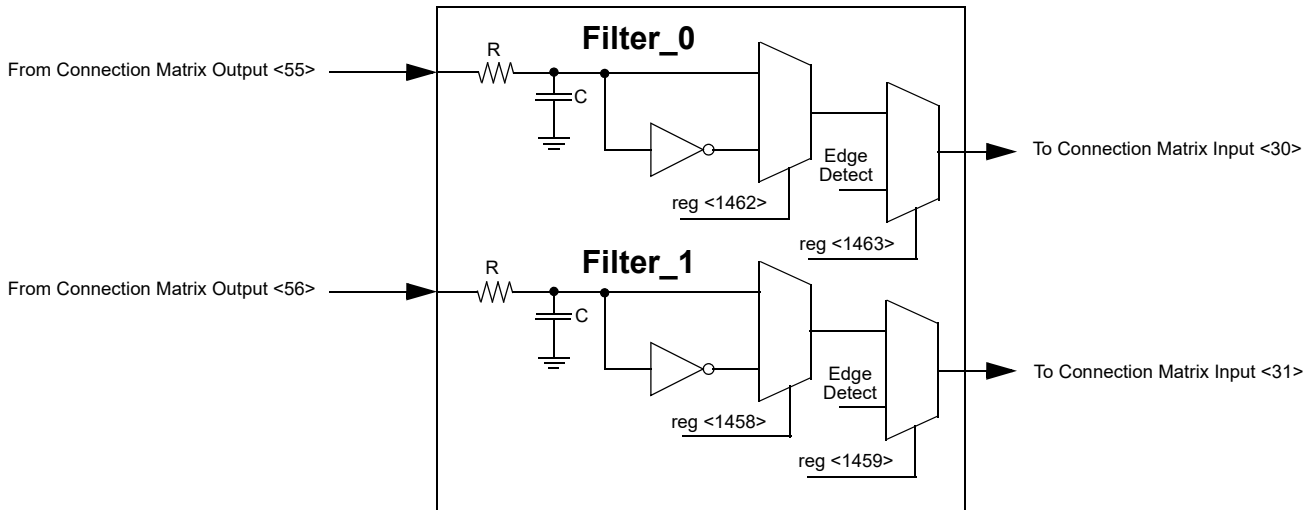 Filter_0
R
From Connection Matrix Output <55>
C
Edge
Detect
To Connection Matrix Input <30>
reg <1462>
reg <1463>
Filter_1
R
From Connection Matrix Output <56>
C
Edge
Detect
To Connection Matrix Input <31>
reg <1458>
reg <1459>